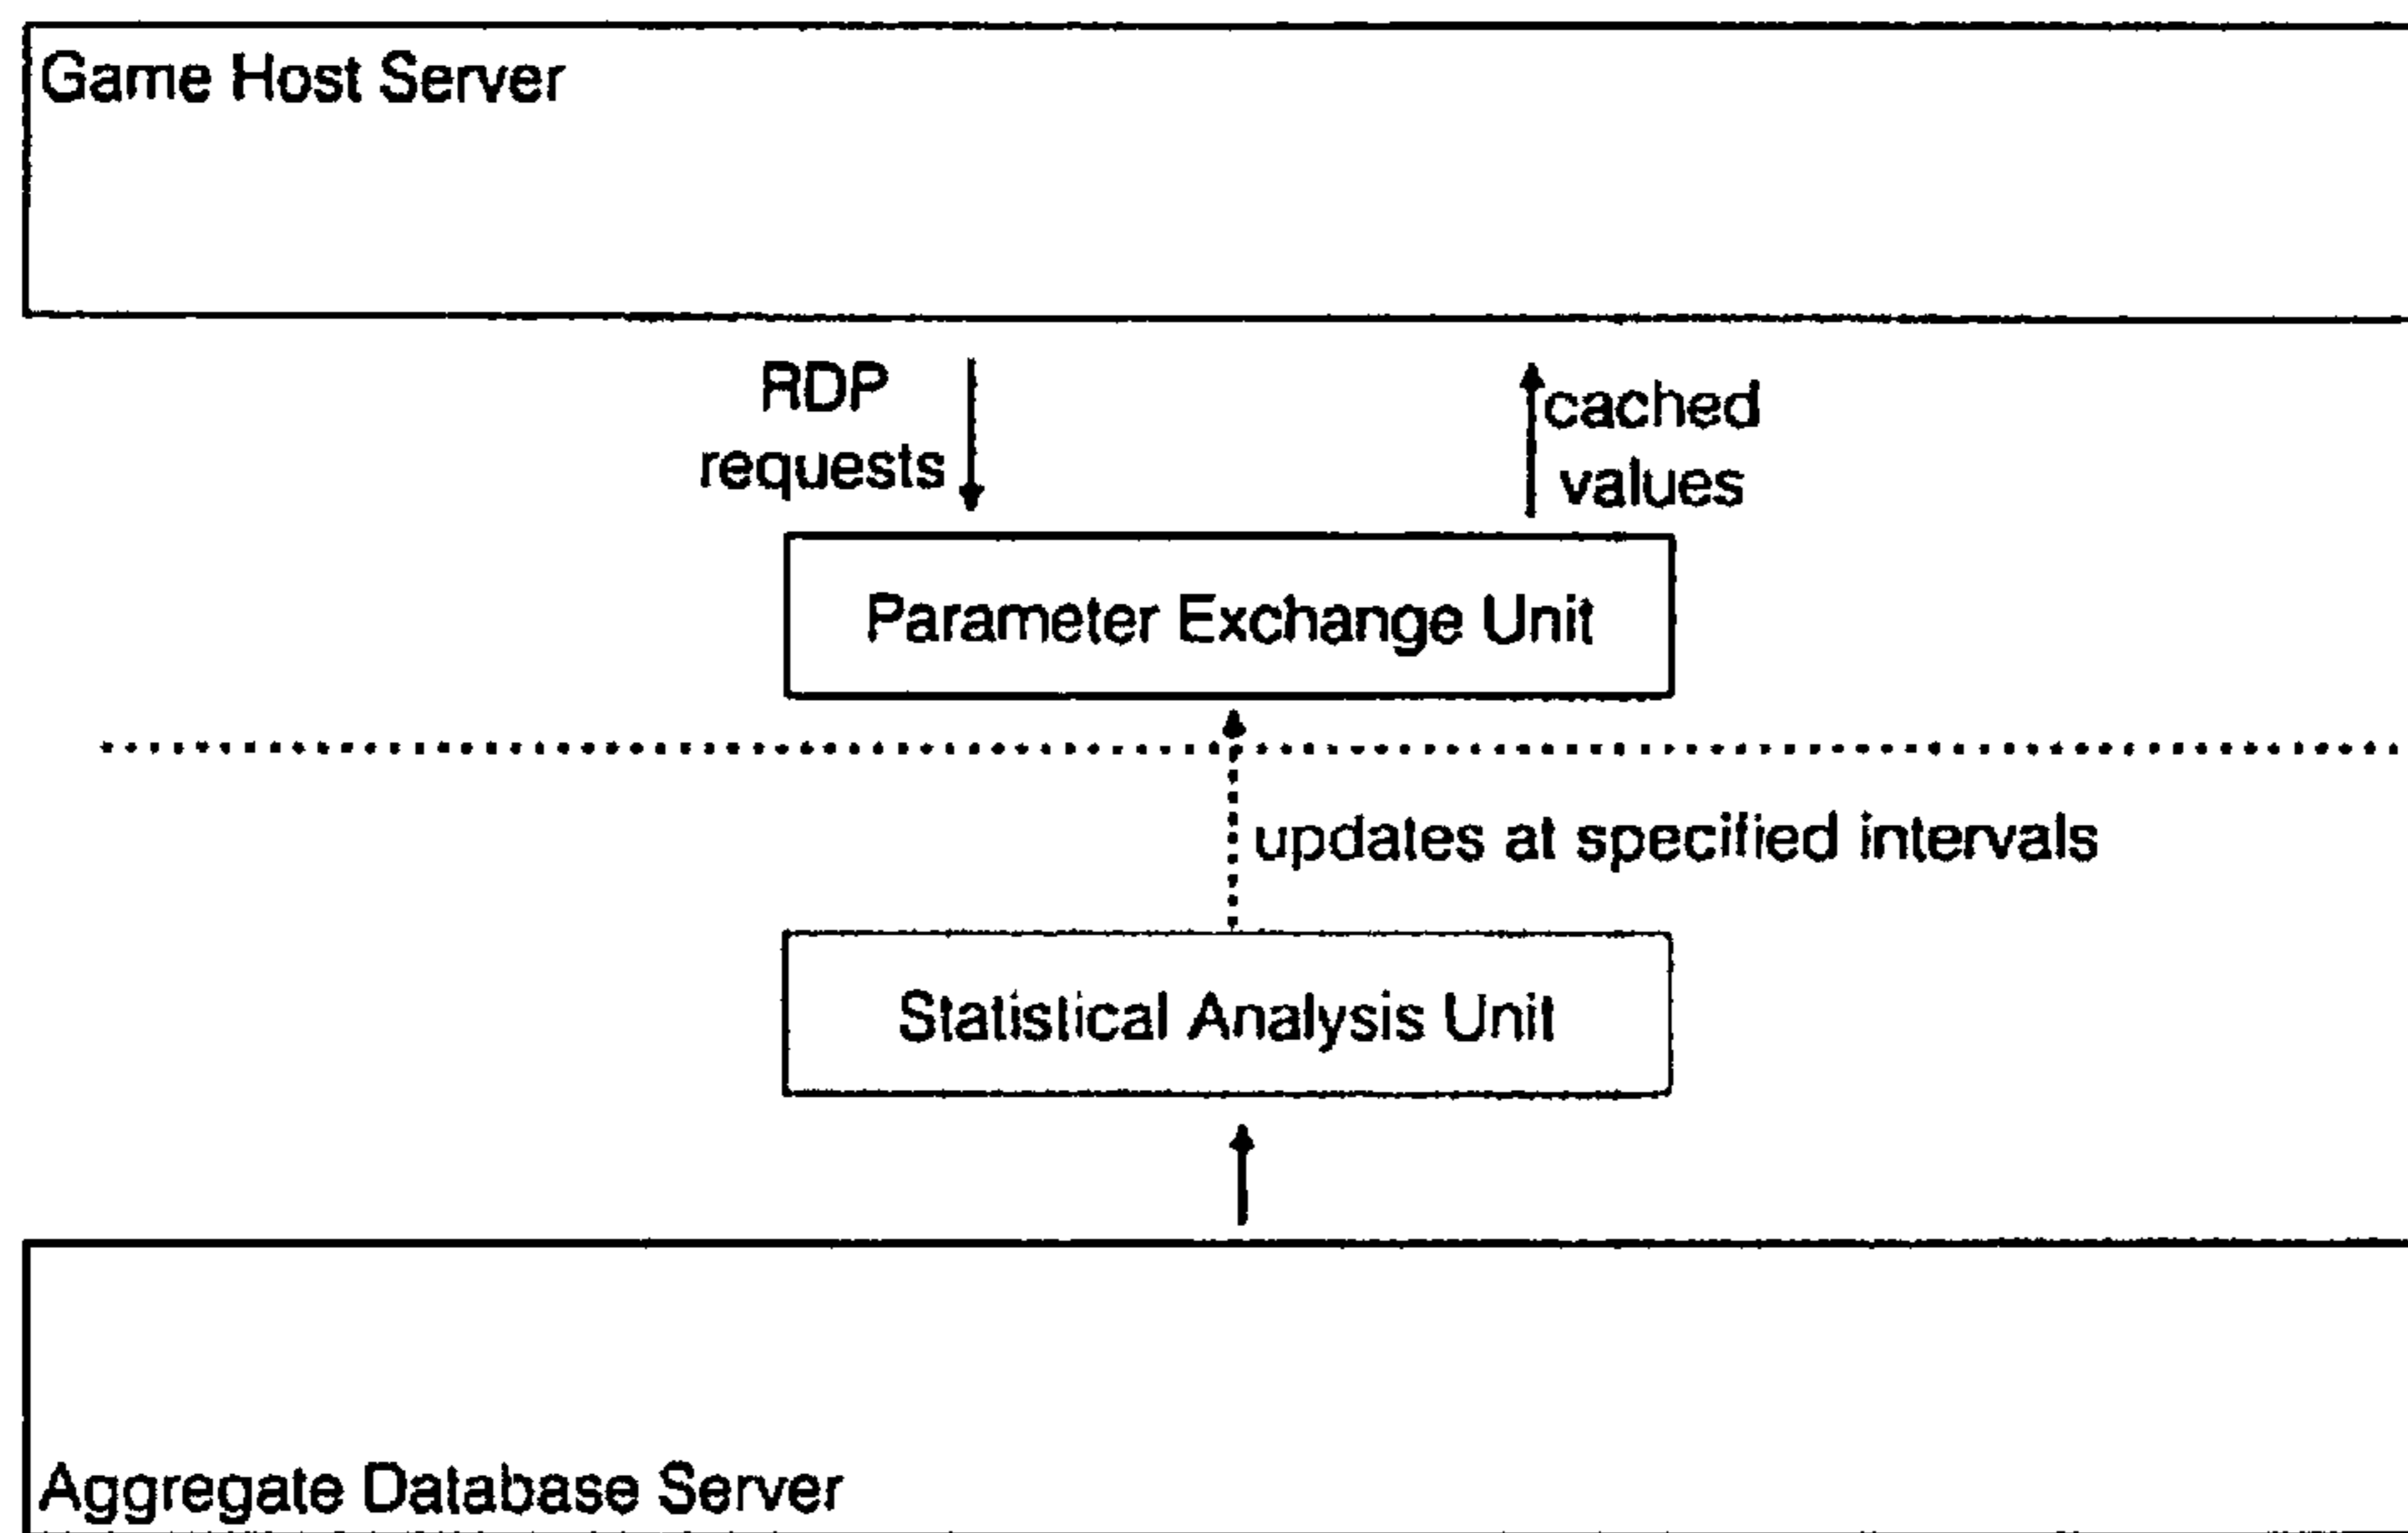 Game Host Server
RDP
requests
cached
values
Parameter Exchange Unit
updates at specified intervals
Statistical Analysis Unit
Aggregate Database Server